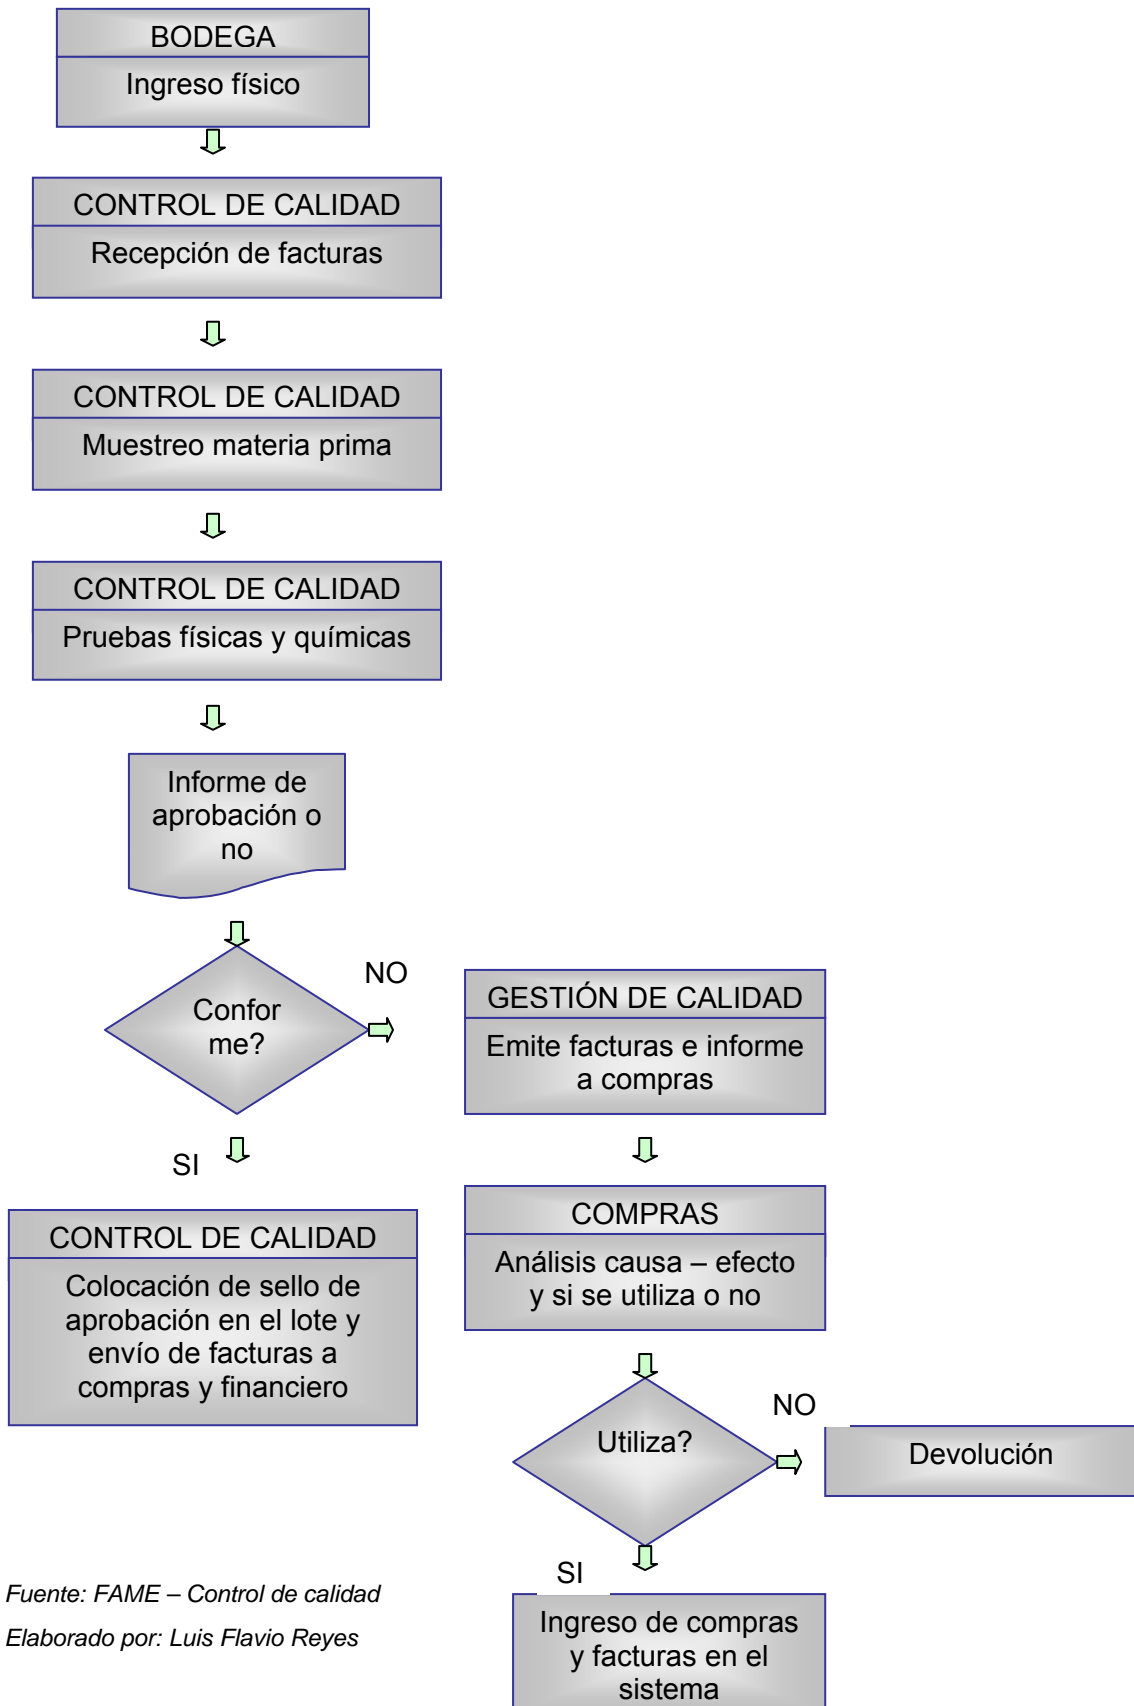 BODEGA
Ingreso físico
CONTROL DE CALIDAD
Recepción de facturas
CONTROL DE CALIDAD
Muestreo materia prima
CONTROL DE CALIDAD
Pruebas físicas y químicas
Informe de
aprobación o
no
Confor
me?
NO
GESTIÓN DE CALIDAD
Emite facturas e informe
a compras
SI
CONTROL DE CALIDAD
Colocación de sello de
aprobación en el lote y
envío de facturas a
compras y financiero
COMPRAS
Análisis causa – efecto
y si se utiliza o no
Utiliza?
NO
Devolución
SI
Ingreso de compras
y facturas en el
sistema
Fuente: FAME – Control de calidad
Elaborado por: Luis Flavio Reyes